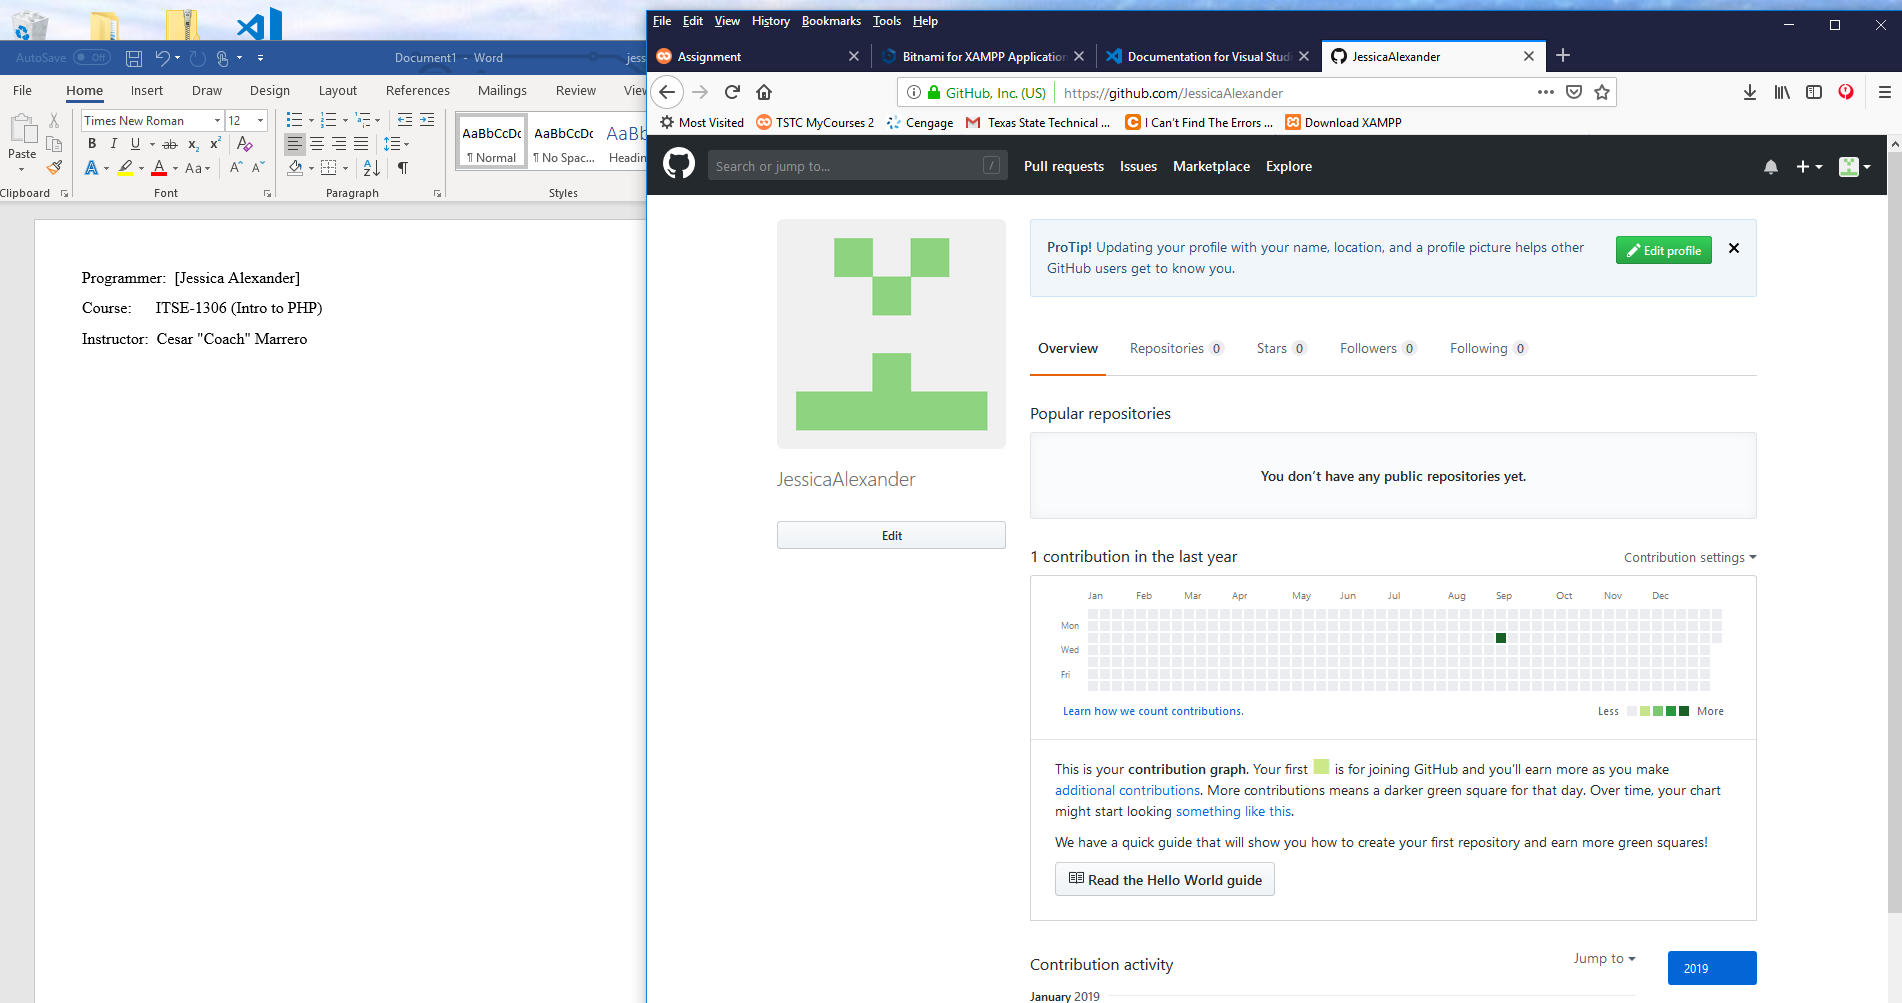 AutoSave Off
Document1 - Word
jess
File Home Insert Draw Design Layout References Mailings Review Vie
Times New Roman 12
Paste
B I U ab x₂ x²
Aa
AaBbCcDc AaBbCcDc AaBb
¶ Normal ¶ No Spac... Headin
Clipboard Font Paragraph Styles
Programmer: [Jessica Alexander]
Course: ITSE-1306 (Intro to PHP)
Instructor: Cesar "Coach" Marrero
File Edit View History Bookmarks Tools Help
Assignment
Bitnami for XAMPP Application
Documentation for Visual Studi
JessicaAlexander
GitHub, Inc. (US) https://github.com/JessicaAlexander
Most Visited TSTC MyCourses 2 Cengage Texas State Technical ... I Can't Find The Errors ... Download XAMPP
Search or jump to... /
Pull requests Issues Marketplace Explore
ProTip! Updating your profile with your name, location, and a profile picture helps other
GitHub users get to know you.
Edit profile
Overview Repositories 0 Stars 0 Followers 0 Following 0
Popular repositories
You don't have any public repositories yet.
JessicaAlexander
Edit
1 contribution in the last year
Contribution settings
Jan Feb Mar Apr May Jun Jul Aug Sep Oct Nov Dec
Mon
Wed
Fri
Learn how we count contributions.
Less More
This is your contribution graph. Your first is for joining GitHub and you'll earn more as you make
additional contributions. More contributions means a darker green square for that day. Over time, your chart
might start looking something like this.
We have a quick guide that will show you how to create your first repository and earn more green squares!
Read the Hello World guide
Contribution activity
Jump to
2019
January 2019